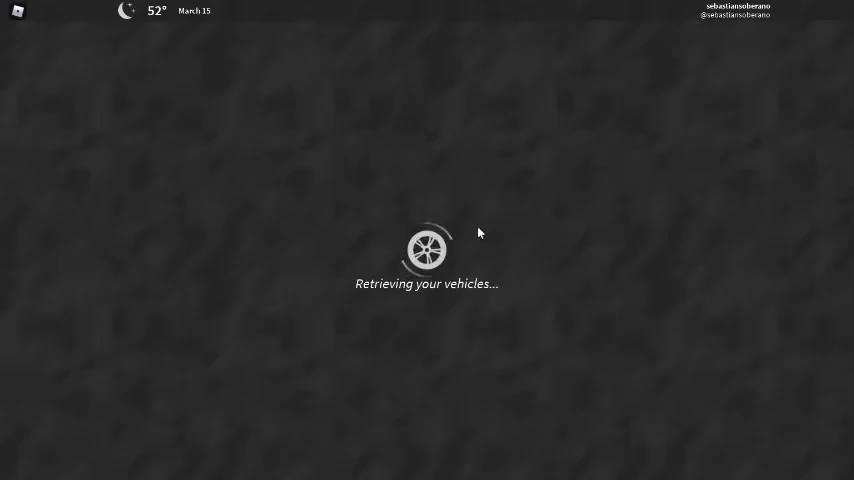 52° March 15
sebastiansoberano
@sebastiansoberano
Retrieving your vehicles...